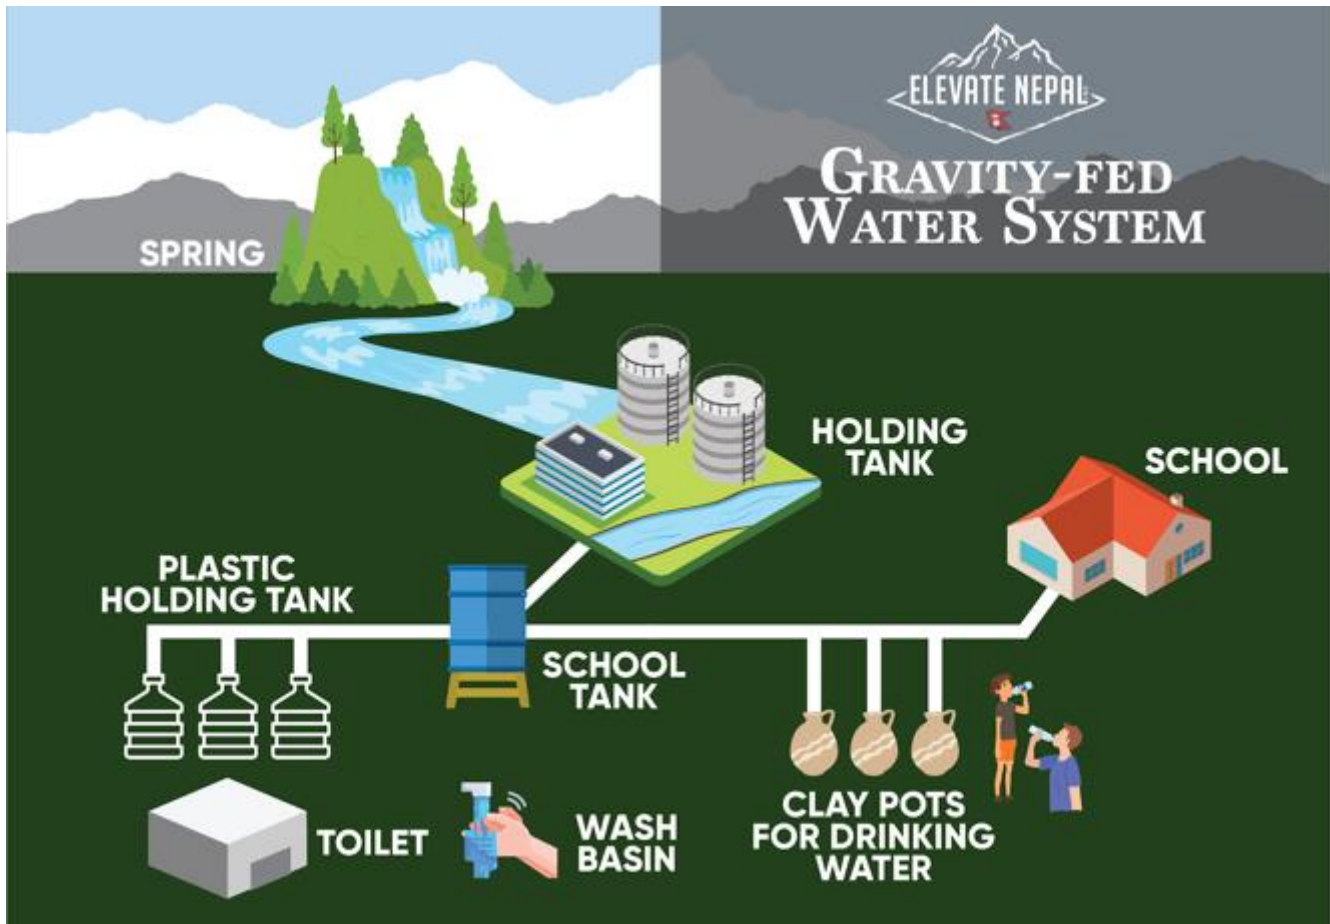 ELEVATE NEPAL
GRAVITY-FED
WATER SYSTEM
SPRING
HOLDING
TANK
SCHOOL
PLASTIC
HOLDING TANK
SCHOOL
TANK
CLAY POTS
FOR DRINKING
WATER
TOILET
WASH
BASIN